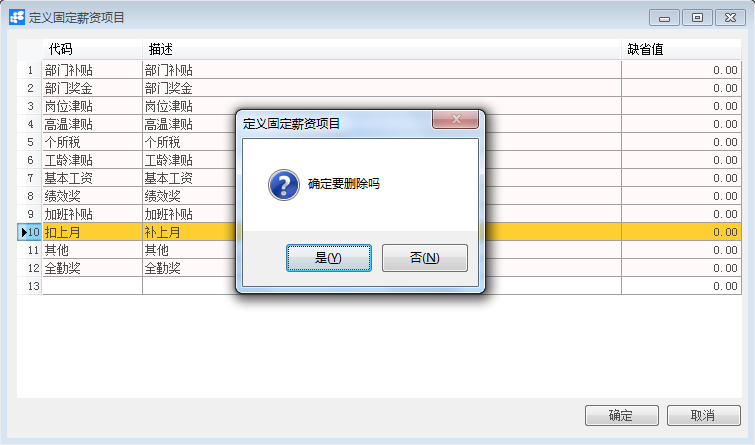 定义固定薪资项目
代码 描述 缺省值
1 部门补贴 部门补贴 0.00
2 部门奖金 部门奖金 0.00
3 岗位津贴 岗位津贴 0.00
4 高温津贴 高温津贴 0.00
5 个所税 个所税 0.00
6 工龄津贴 工龄津贴 0.00
7 基本工资 基本工资 0.00
8 绩效奖 绩效奖 0.00
9 加班补贴 加班补贴 0.00
10 扣上月 补上月 0.00
11 其他 其他 0.00
12 全勤奖 全勤奖 0.00
13 0.00
定义固定薪资项目
确定要删除吗
是(Y) 否(N)
确定 取消